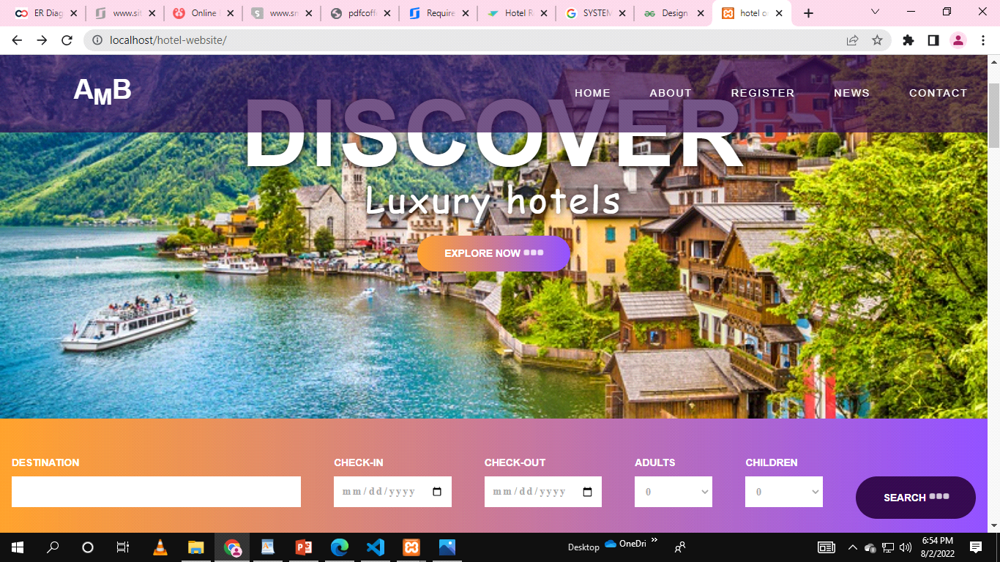 ER Diag
www.sit
Online
www.sn
pdfcoff
Require
Hotel R
SYSTEM
Design
hotel o
localhost/hotel-website/
AMB
HOME
ABOUT
REGISTER
NEWS
CONTACT
DISCOVER
Luxury hotels
EXPLORE NOW
DESTINATION
CHECK-IN
CHECK-OUT
ADULTS
CHILDREN
mm/dd/yyyy
mm/dd/yyyy
0
0
SEARCH
Desktop
OneDri
6:54 PM
8/2/2022